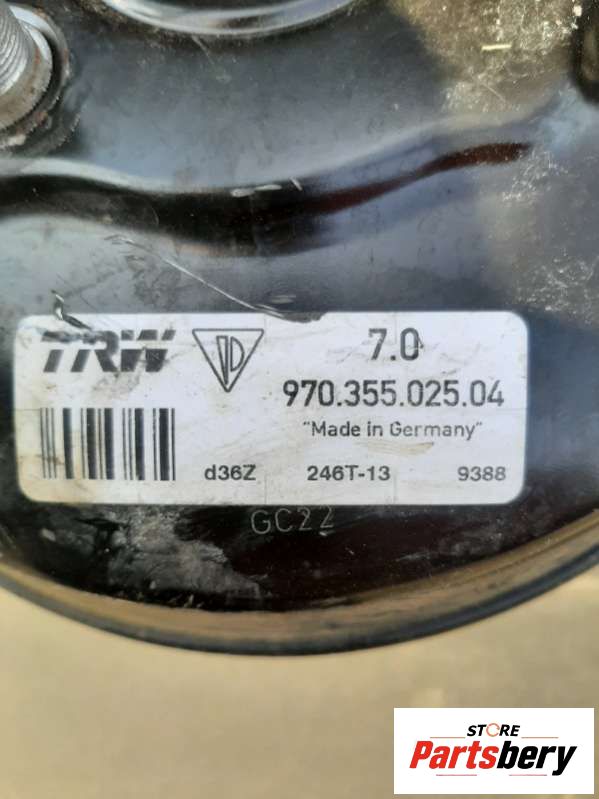 TRW 7.0
970.355.025.04
"Made in Germany"
d36Z 246T-13 9388
GC22
STORE
Partsbery